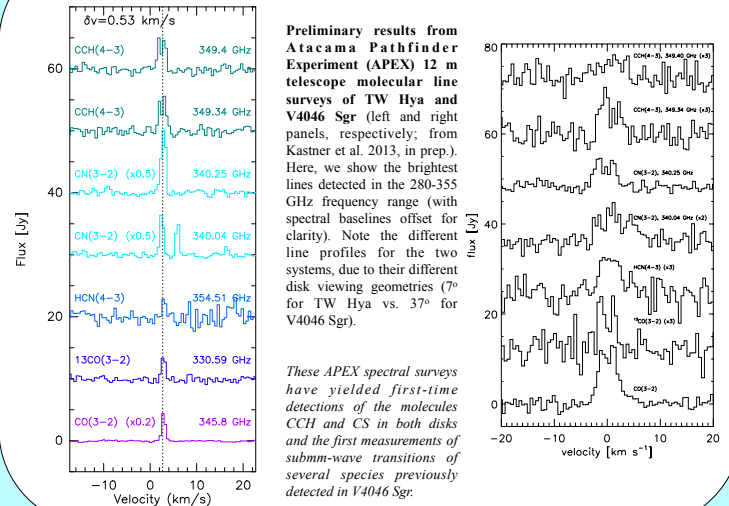 δv=0.53 km/s
CCH(4−3) 349.4 GHz
60
CCH(4−3) 349.34 GHz
CN(3−2) (x0.5) 340.25 GHz
40
CN(3−2) (x0.5) 340.04 GHz
HCN(4−3) 354.51 GHz
20
13CO(3−2) 330.59 GHz
CO(3−2) (x0.2) 345.8 GHz
0
Flux [Jy]
−10 0 10 20
Velocity (km/s)
Preliminary results from
Atacama Pathfinder
Experiment (APEX) 12 m
telescope molecular line
surveys of TW Hya and
V4046 Sgr (left and right
panels, respectively; from
Kastner et al. 2013, in prep.).
Here, we show the brightest
lines detected in the 280-355
GHz frequency range (with
spectral baselines offset for
clarity). Note the different
line profiles for the two
systems, due to their different
disk viewing geometries (7º
for TW Hya vs. 37º for
V4046 Sgr).
These APEX spectral surveys
have yielded first-time
detections of the molecules
CCH and CS in both disks
and the first measurements of
submm-wave transitions of
several species previously
detected in V4046 Sgr.
80
CCH(4−3), 349.40 GHz (x3)
CCH(4−3), 349.34 GHz (x3)
60
CN(3−2), 340.25 GHz
40
CN(3−2), 340.04 GHz (x2)
HCN(4−3) (x3)
20
¹³CO(3−2) (x3)
CO(3−2)
0
flux [Jy]
−20 −10 0 10 20
velocity [km s⁻¹]